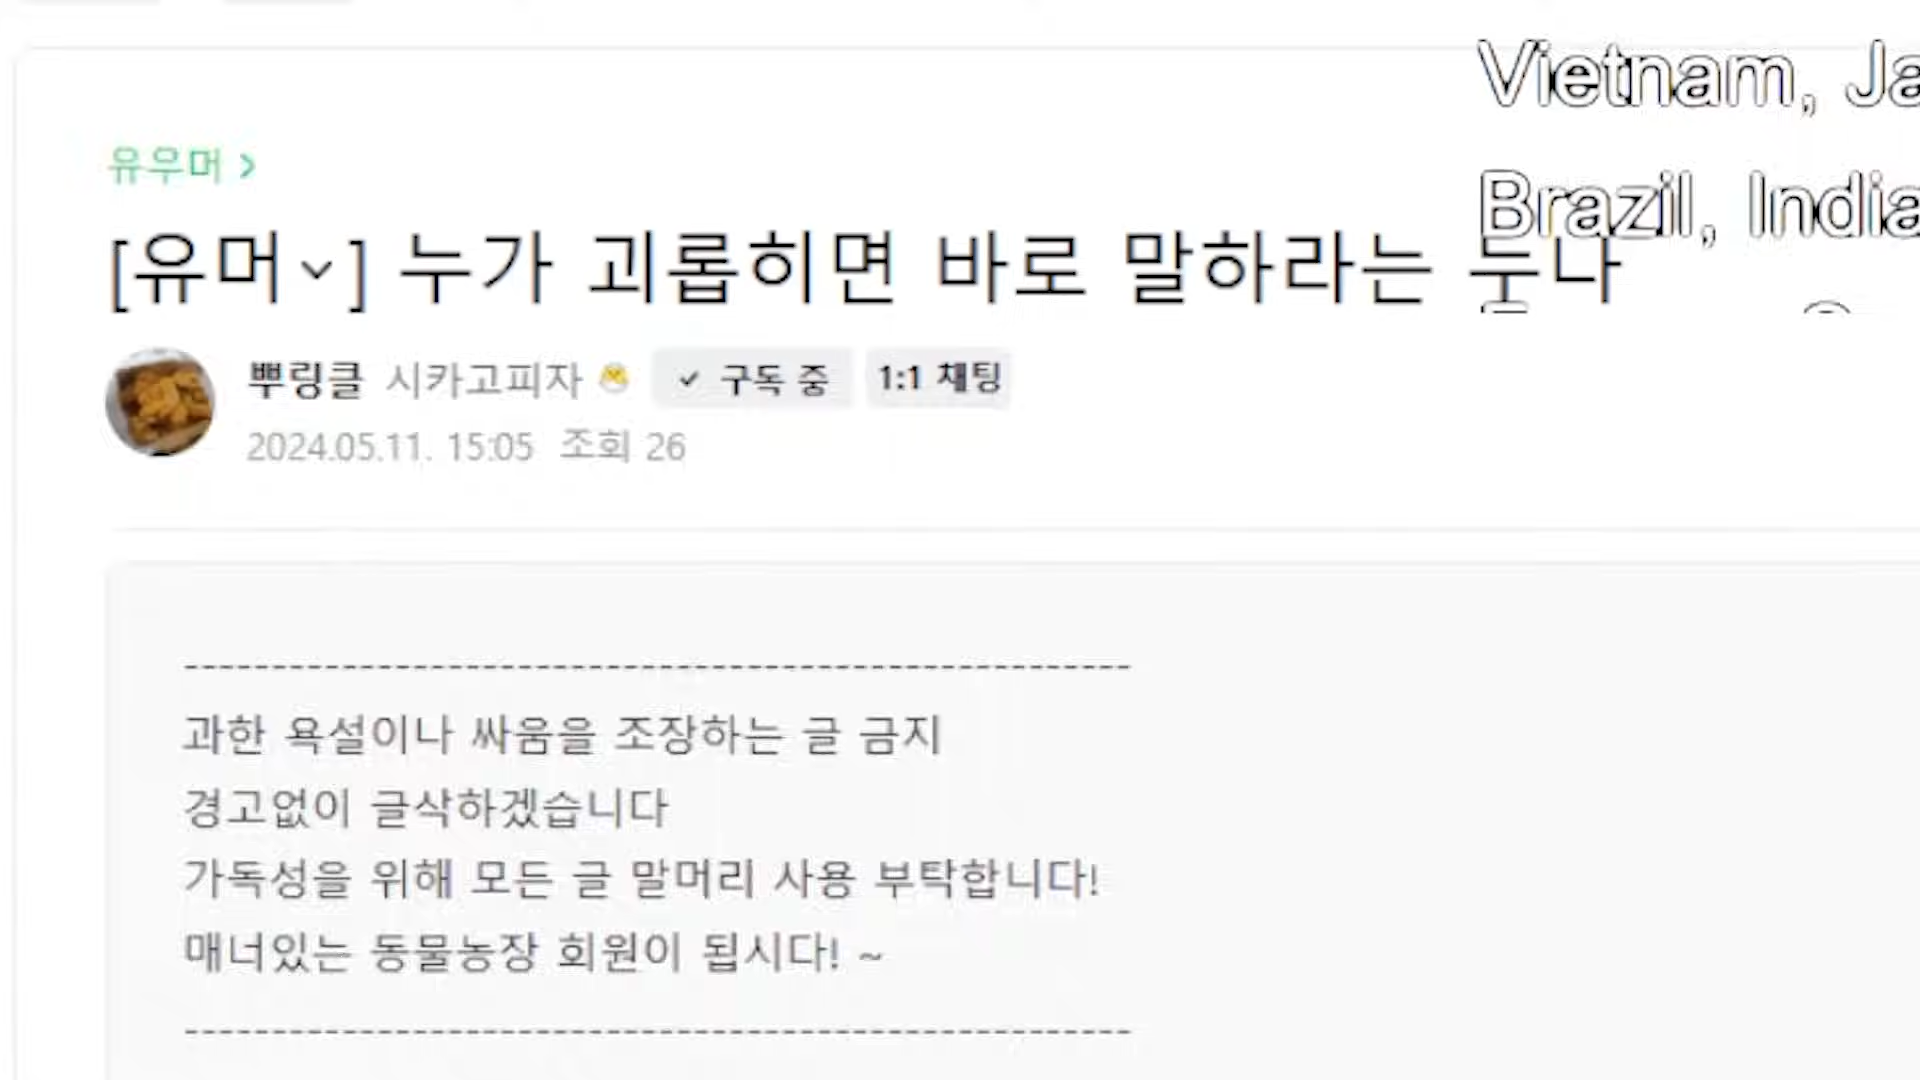 Vietnam, Ja
Brazil, India
유우머 >
[유머] 누가 괴롭히면 바로 말하라는 두나
뿌링클 시카고피자 구독 중 1:1 채팅
2024.05.11. 15:05 조회 26
--------------------------------------------------------
과한 욕설이나 싸움을 조장하는 글 금지
경고없이 글삭하겠습니다
가독성을 위해 모든 글 말머리 사용 부탁합니다!
매너있는 동물농장 회원이 됩시다! ~
--------------------------------------------------------